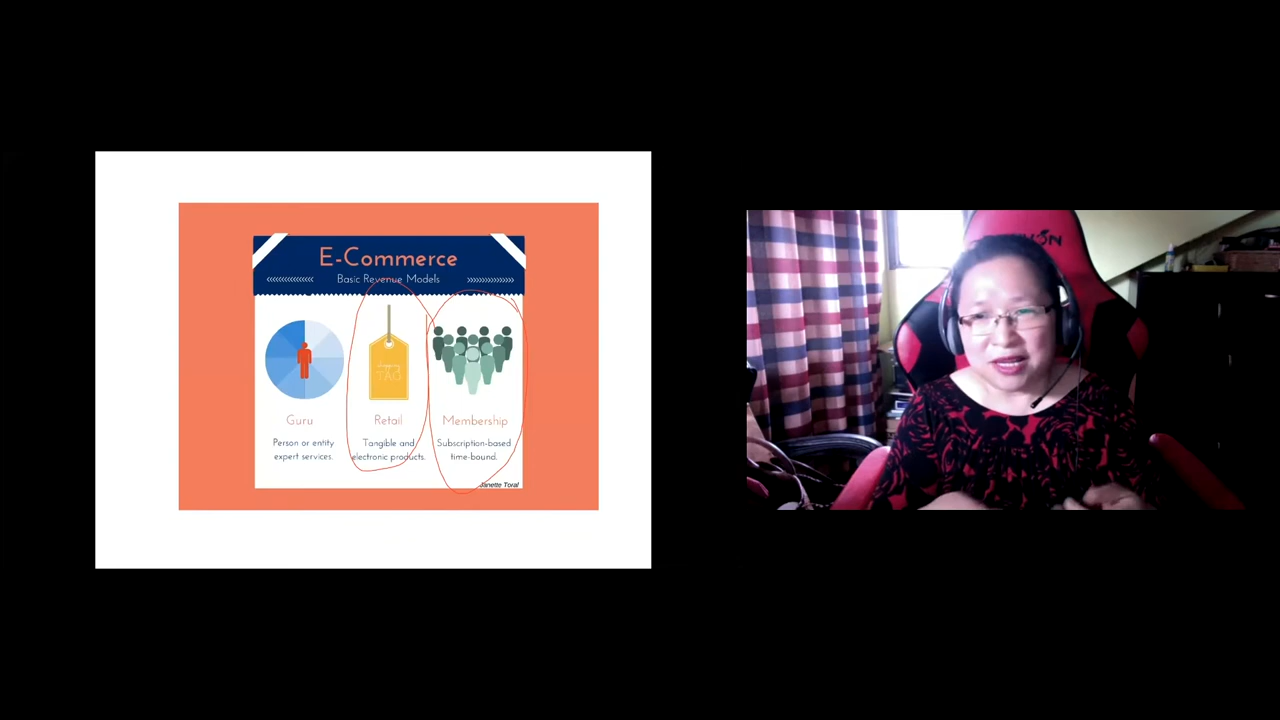 E-Commerce
Basic Revenue Models
TAG
Guru
Person or entity
expert services.
Retail
Tangible and
electronic products.
Membership
Subscription-based
time-bound.
Janette Toral